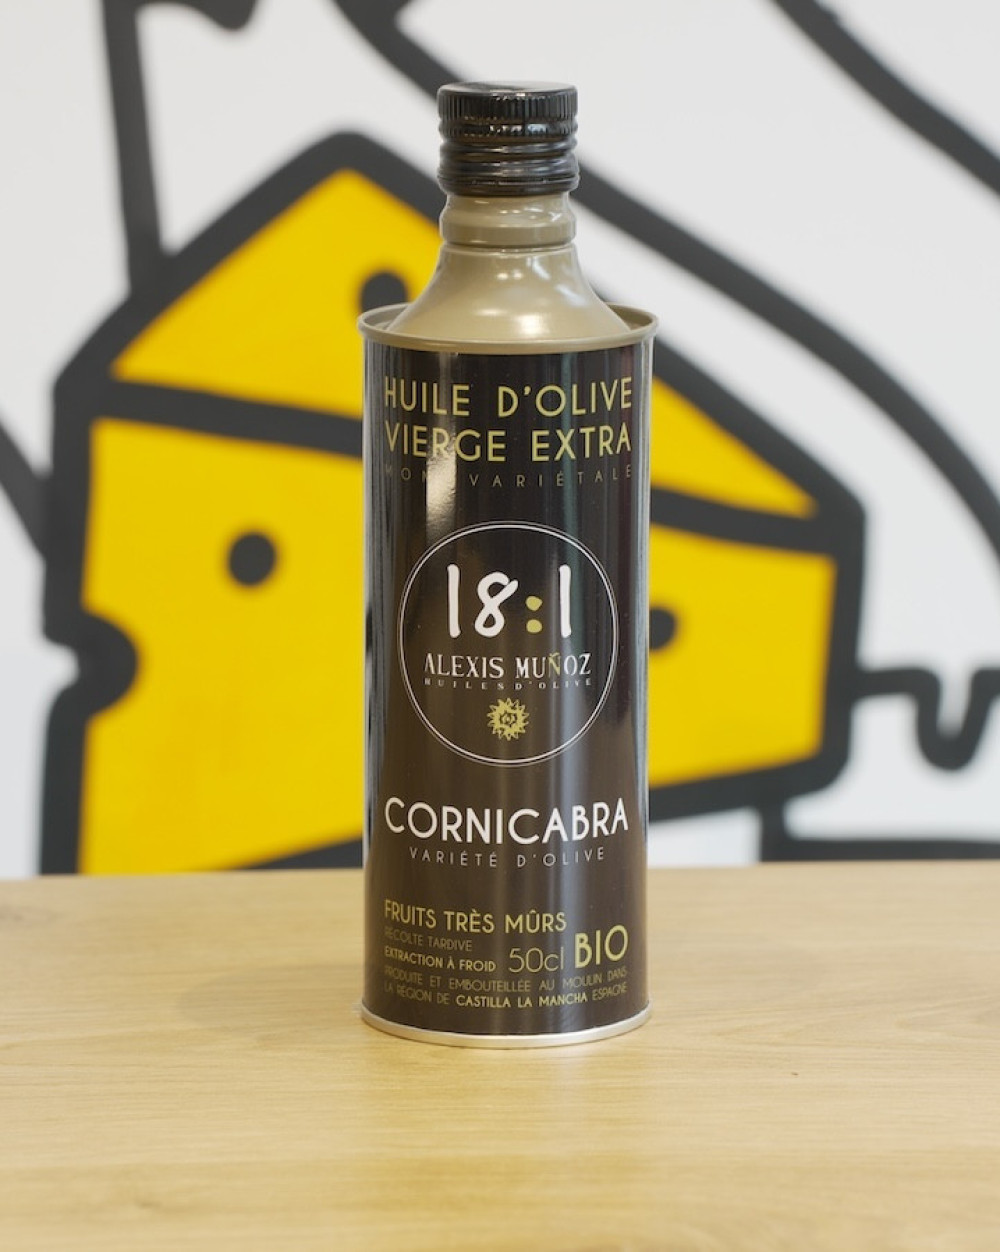 HUILE D'OLIVE
VIERGE EXTRA
MONOVARIÉTALE
18:1
ALEXIS MUÑOZ
HUILES D'OLIVE
CORNICABRA
VARIÉTÉ D'OLIVE
FRUITS TRÈS MÛRS
RÉCOLTE TARDIVE
EXTRACTION À FROID 50cl BIO
PRODUITE ET EMBOUTEILLÉE AU MOULIN DANS
LA RÉGION DE CASTILLA LA MANCHA ESPAGNE